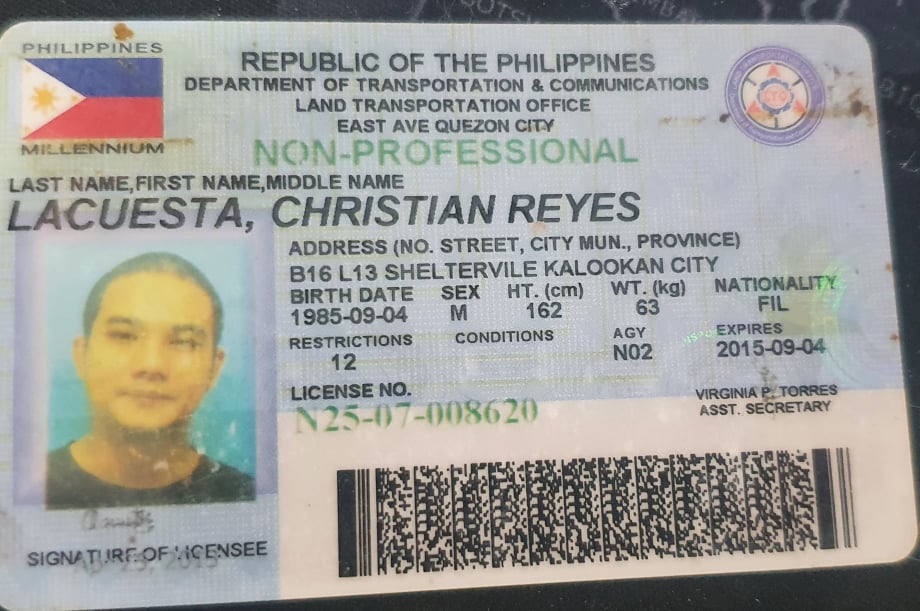 PHILIPPINES
MILLENNIUM
REPUBLIC OF THE PHILIPPINES
DEPARTMENT OF TRANSPORTATION & COMMUNICATIONS
LAND TRANSPORTATION OFFICE
EAST AVE QUEZON CITY
LTO
NON-PROFESSIONAL
LAST NAME,FIRST NAME,MIDDLE NAME
LACUESTA, CHRISTIAN REYES
ADDRESS (NO. STREET, CITY MUN., PROVINCE)
B16 L13 SHELTERVILE KALOOKAN CITY
BIRTH DATE SEX HT. (cm) WT. (kg) NATIONALITY
1985-09-04 M 162 63 FIL
RESTRICTIONS CONDITIONS AGY EXPIRES
12 N02 2015-09-04
LICENSE NO.
N25-07-008620
VIRGINIA P. TORRES
ASST. SECRETARY
SIGNATURE OF LICENSEE